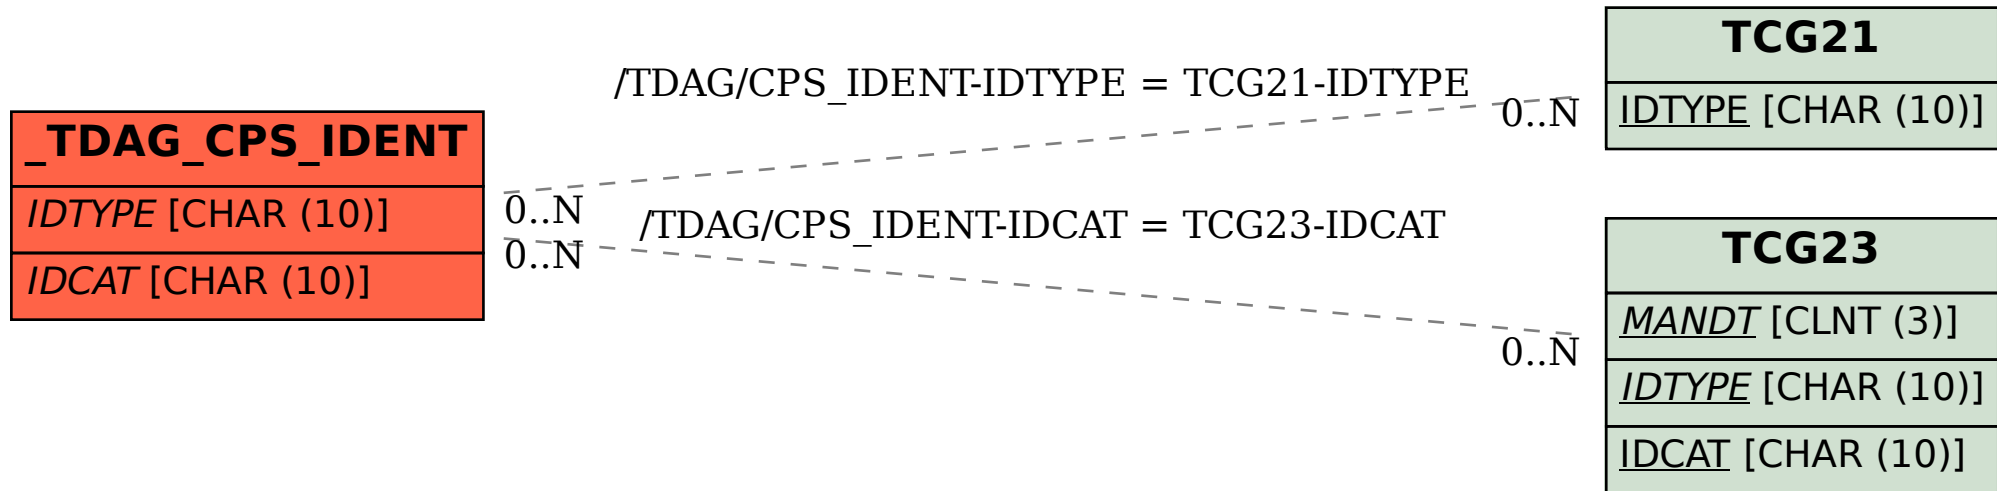 _TDAG_CPS_IDENT
IDTYPE [CHAR (10)]
IDCAT [CHAR (10)]
/TDAG/CPS_IDENT-IDTYPE = TCG21-IDTYPE
0..N
0..N
/TDAG/CPS_IDENT-IDCAT = TCG23-IDCAT
0..N
0..N
TCG21
IDTYPE [CHAR (10)]
TCG23
MANDT [CLNT (3)]
IDTYPE [CHAR (10)]
IDCAT [CHAR (10)]